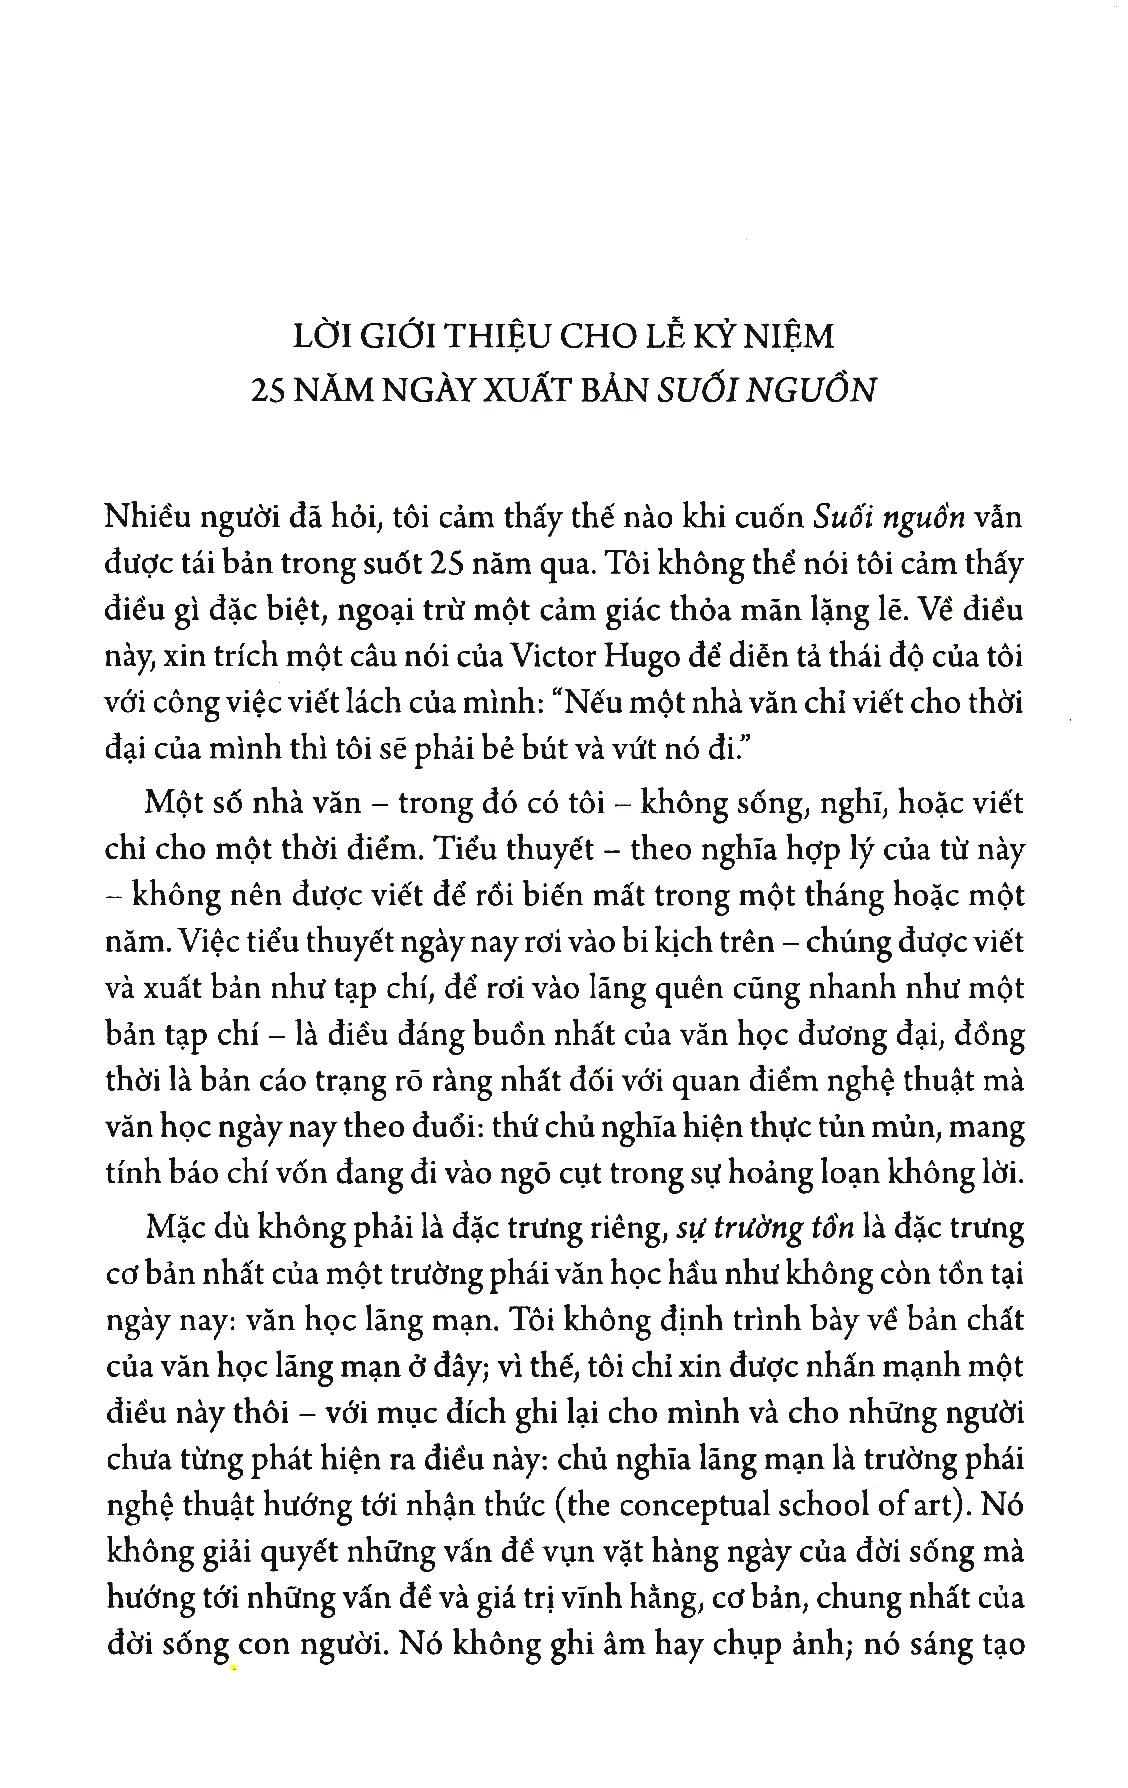 LỜI GIỚI THIỆU CHO LỄ KỶ NIỆM
25 NĂM NGÀY XUẤT BẢN SUỐI NGUỒN
Nhiều người đã hỏi, tôi cảm thấy thế nào khi cuốn Suối nguồn vẫn
được tái bản trong suốt 25 năm qua. Tôi không thể nói tôi cảm thấy
điều gì đặc biệt, ngoại trừ một cảm giác thỏa mãn lặng lẽ. Về điều
này, xin trích một câu nói của Victor Hugo để diễn tả thái độ của tôi
với công việc viết lách của mình: “Nếu một nhà văn chỉ viết cho thời
đại của mình thì tôi sẽ phải bẻ bút và vứt nó đi.”
Một số nhà văn – trong đó có tôi – không sống, nghĩ, hoặc viết
chỉ cho một thời điểm. Tiểu thuyết – theo nghĩa hợp lý của từ này
– không nên được viết để rồi biến mất trong một tháng hoặc một
năm. Việc tiểu thuyết ngày nay rơi vào bi kịch trên – chúng được viết
và xuất bản như tạp chí, để rơi vào lãng quên cũng nhanh như một
bản tạp chí – là điều đáng buồn nhất của văn học đương đại, đồng
thời là bản cáo trạng rõ ràng nhất đối với quan điểm nghệ thuật mà
văn học ngày nay theo đuổi: thứ chủ nghĩa hiện thực tủn mủn, mang
tính báo chí vốn đang đi vào ngõ cụt trong sự hoảng loạn không lời.
Mặc dù không phải là đặc trưng riêng, sự trường tồn là đặc trưng
cơ bản nhất của một trường phái văn học hầu như không còn tồn tại
ngày nay: văn học lãng mạn. Tôi không định trình bày về bản chất
của văn học lãng mạn ở đây; vì thế, tôi chỉ xin được nhấn mạnh một
điều này thôi – với mục đích ghi lại cho mình và cho những người
chưa từng phát hiện ra điều này: chủ nghĩa lãng mạn là trường phái
nghệ thuật hướng tới nhận thức (the conceptual school of art). Nó
không giải quyết những vấn đề vụn vặt hàng ngày của đời sống mà
hướng tới những vấn đề và giá trị vĩnh hằng, cơ bản, chung nhất của
đời sống con người. Nó không ghi âm hay chụp ảnh; nó sáng tạo